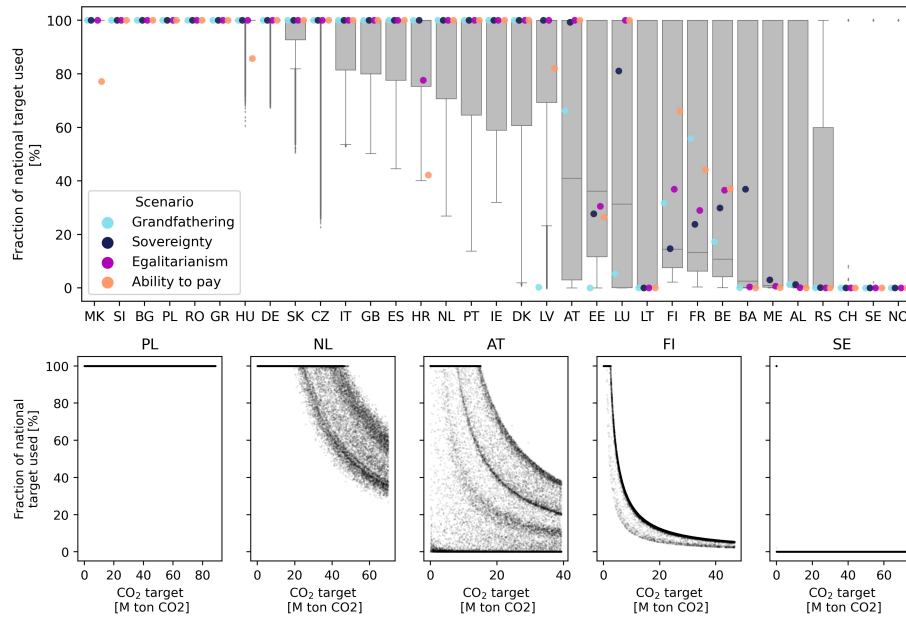 Fraction of national target used
[%]
100
80
60
40
20
0
Scenario
Grandfathering
Sovereignty
Egalitarianism
Ability to pay
MK SI BG PL RO GR HU DE SK CZ IT GB ES HR NL PT IE DK LV AT EE LU LT FI FR BE BA ME AL RS CH SE NO
PL NL AT FI SE
Fraction of national
target used [%]
100
80
60
40
20
0
0 20 40 60 80
0 20 40 60
0 20 40
0 20 40
0 20 40
CO₂ target
[M ton CO2]
CO₂ target
[M ton CO2]
CO₂ target
[M ton CO2]
CO₂ target
[M ton CO2]
CO₂ target
[M ton CO2]